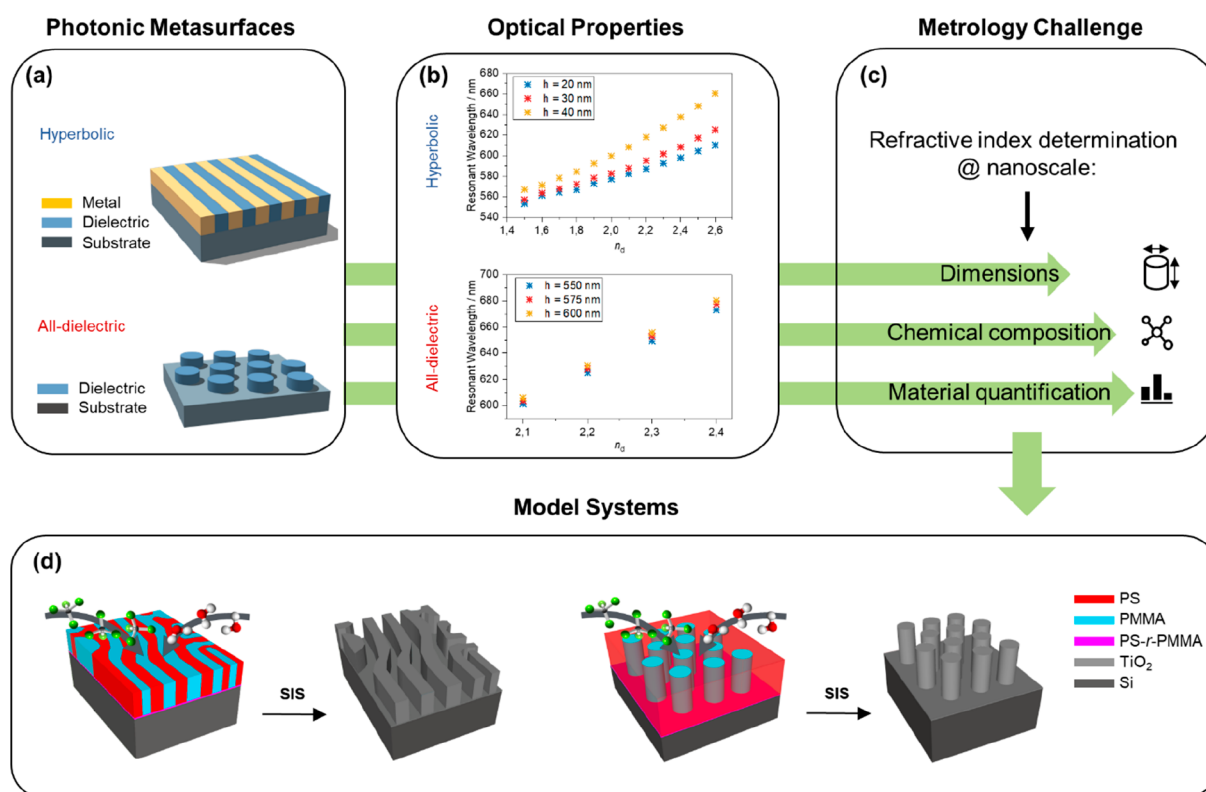 Photonic Metasurfaces
Optical Properties
Metrology Challenge
(a)
Hyperbolic
Metal
Dielectric
Substrate
All-dielectric
Dielectric
Substrate
(b)
Hyperbolic
Resonant Wavelength / nm
680
660
640
620
600
580
560
540
h = 20 nm
h = 30 nm
h = 40 nm
1,4
1,6
1,8
2,0
2,2
2,4
2,6
n_d
All-dielectric
Resonant Wavelength / nm
700
680
660
640
620
600
h = 550 nm
h = 575 nm
h = 600 nm
2,1
2,2
2,3
2,4
n_d
(c)
Refractive index determination
@ nanoscale:
Dimensions
Chemical composition
Material quantification
Model Systems
(d)
SIS
SIS
PS
PMMA
PS-r-PMMA
TiO₂
Si